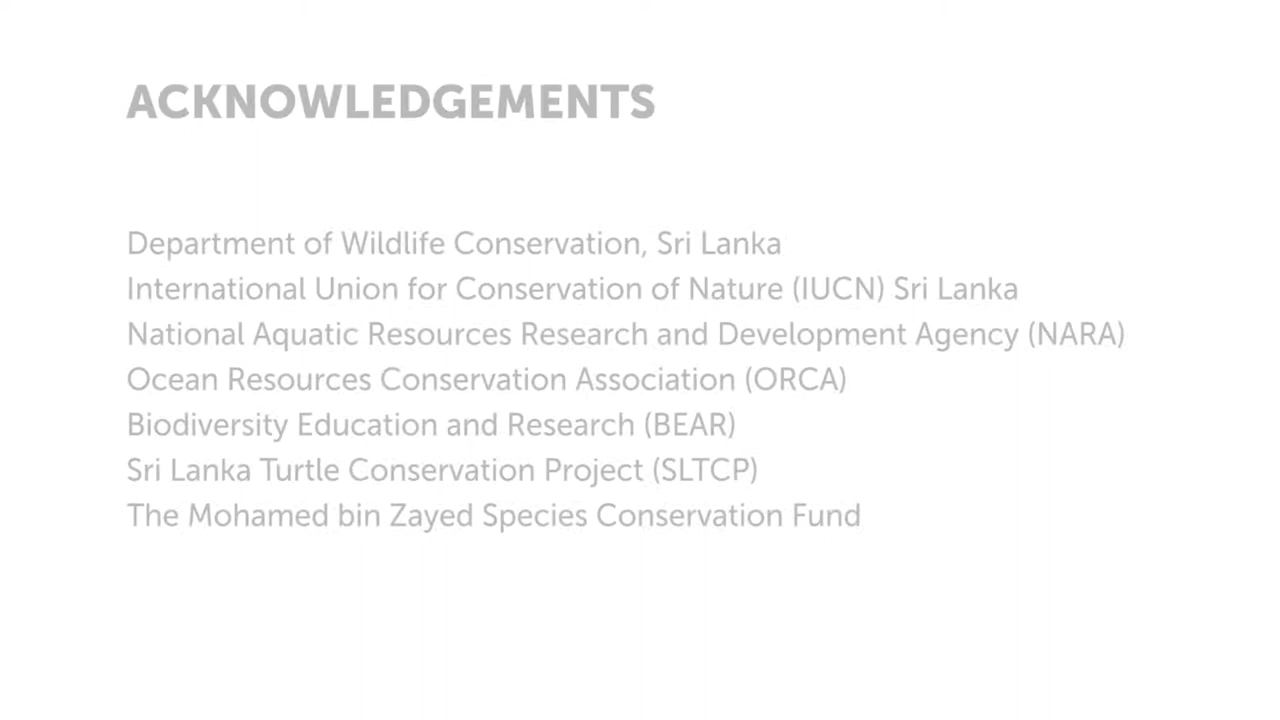 ACKNOWLEDGEMENTS
Department of Wildlife Conservation, Sri Lanka
International Union for Conservation of Nature (IUCN) Sri Lanka
National Aquatic Resources Research and Development Agency (NARA)
Ocean Resources Conservation Association (ORCA)
Biodiversity Education and Research (BEAR)
Sri Lanka Turtle Conservation Project (SLTCP)
The Mohamed bin Zayed Species Conservation Fund